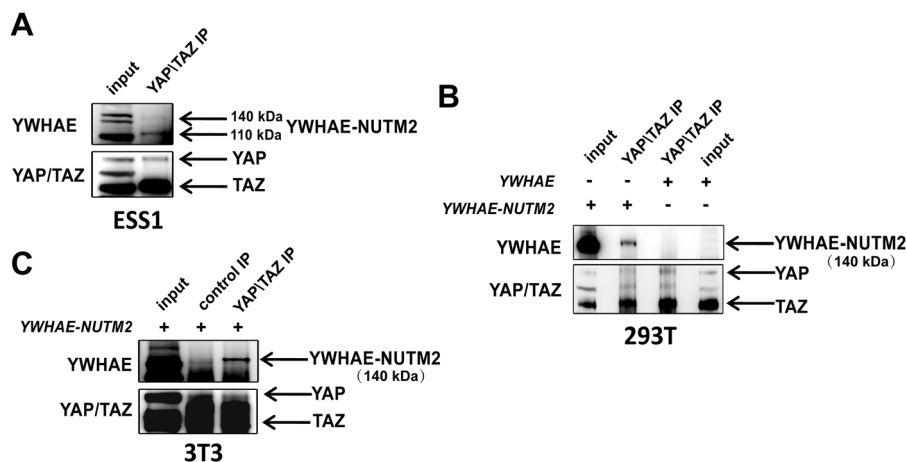 A
input
YAP\TAZ IP
YWHAE
140 kDa
110 kDa
YWHAE-NUTM2
YAP/TAZ
YAP
TAZ
ESS1
B
input
YAP\TAZ IP
YAP\TAZ IP
input
YWHAE - - + +
YWHAE-NUTM2 + + - -
YWHAE
YWHAE-NUTM2
(140 kDa)
YAP/TAZ
YAP
TAZ
293T
C
input
control IP
YAP\TAZ IP
YWHAE-NUTM2 + + +
YWHAE
YWHAE-NUTM2
(140 kDa)
YAP/TAZ
YAP
TAZ
3T3